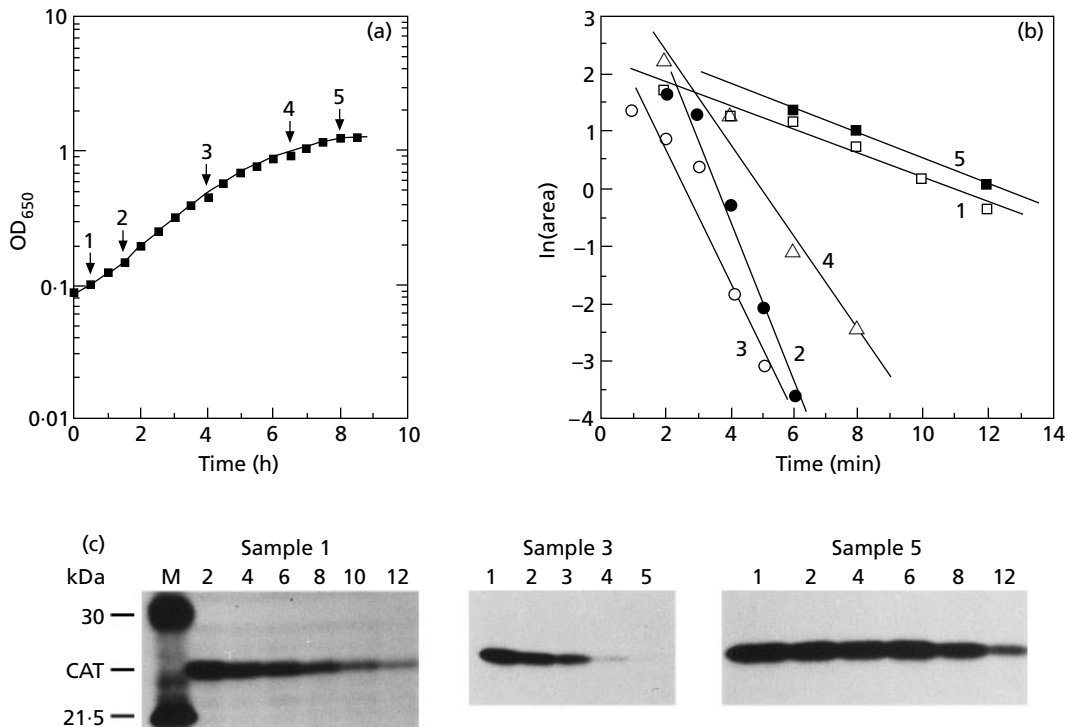 (a)
10
1
0·1
0·01
OD650
1
2
3
4
5
0 2 4 6 8 10
Time (h)
(b)
3
2
1
0
−1
−2
−3
−4
ln(area)
5
1
4
2
3
0 2 4 6 8 10 12 14
Time (min)
(c)
Sample 1
kDa M 2 4 6 8 10 12
30
CAT
21·5
Sample 3
1 2 3 4 5
Sample 5
1 2 4 6 8 12